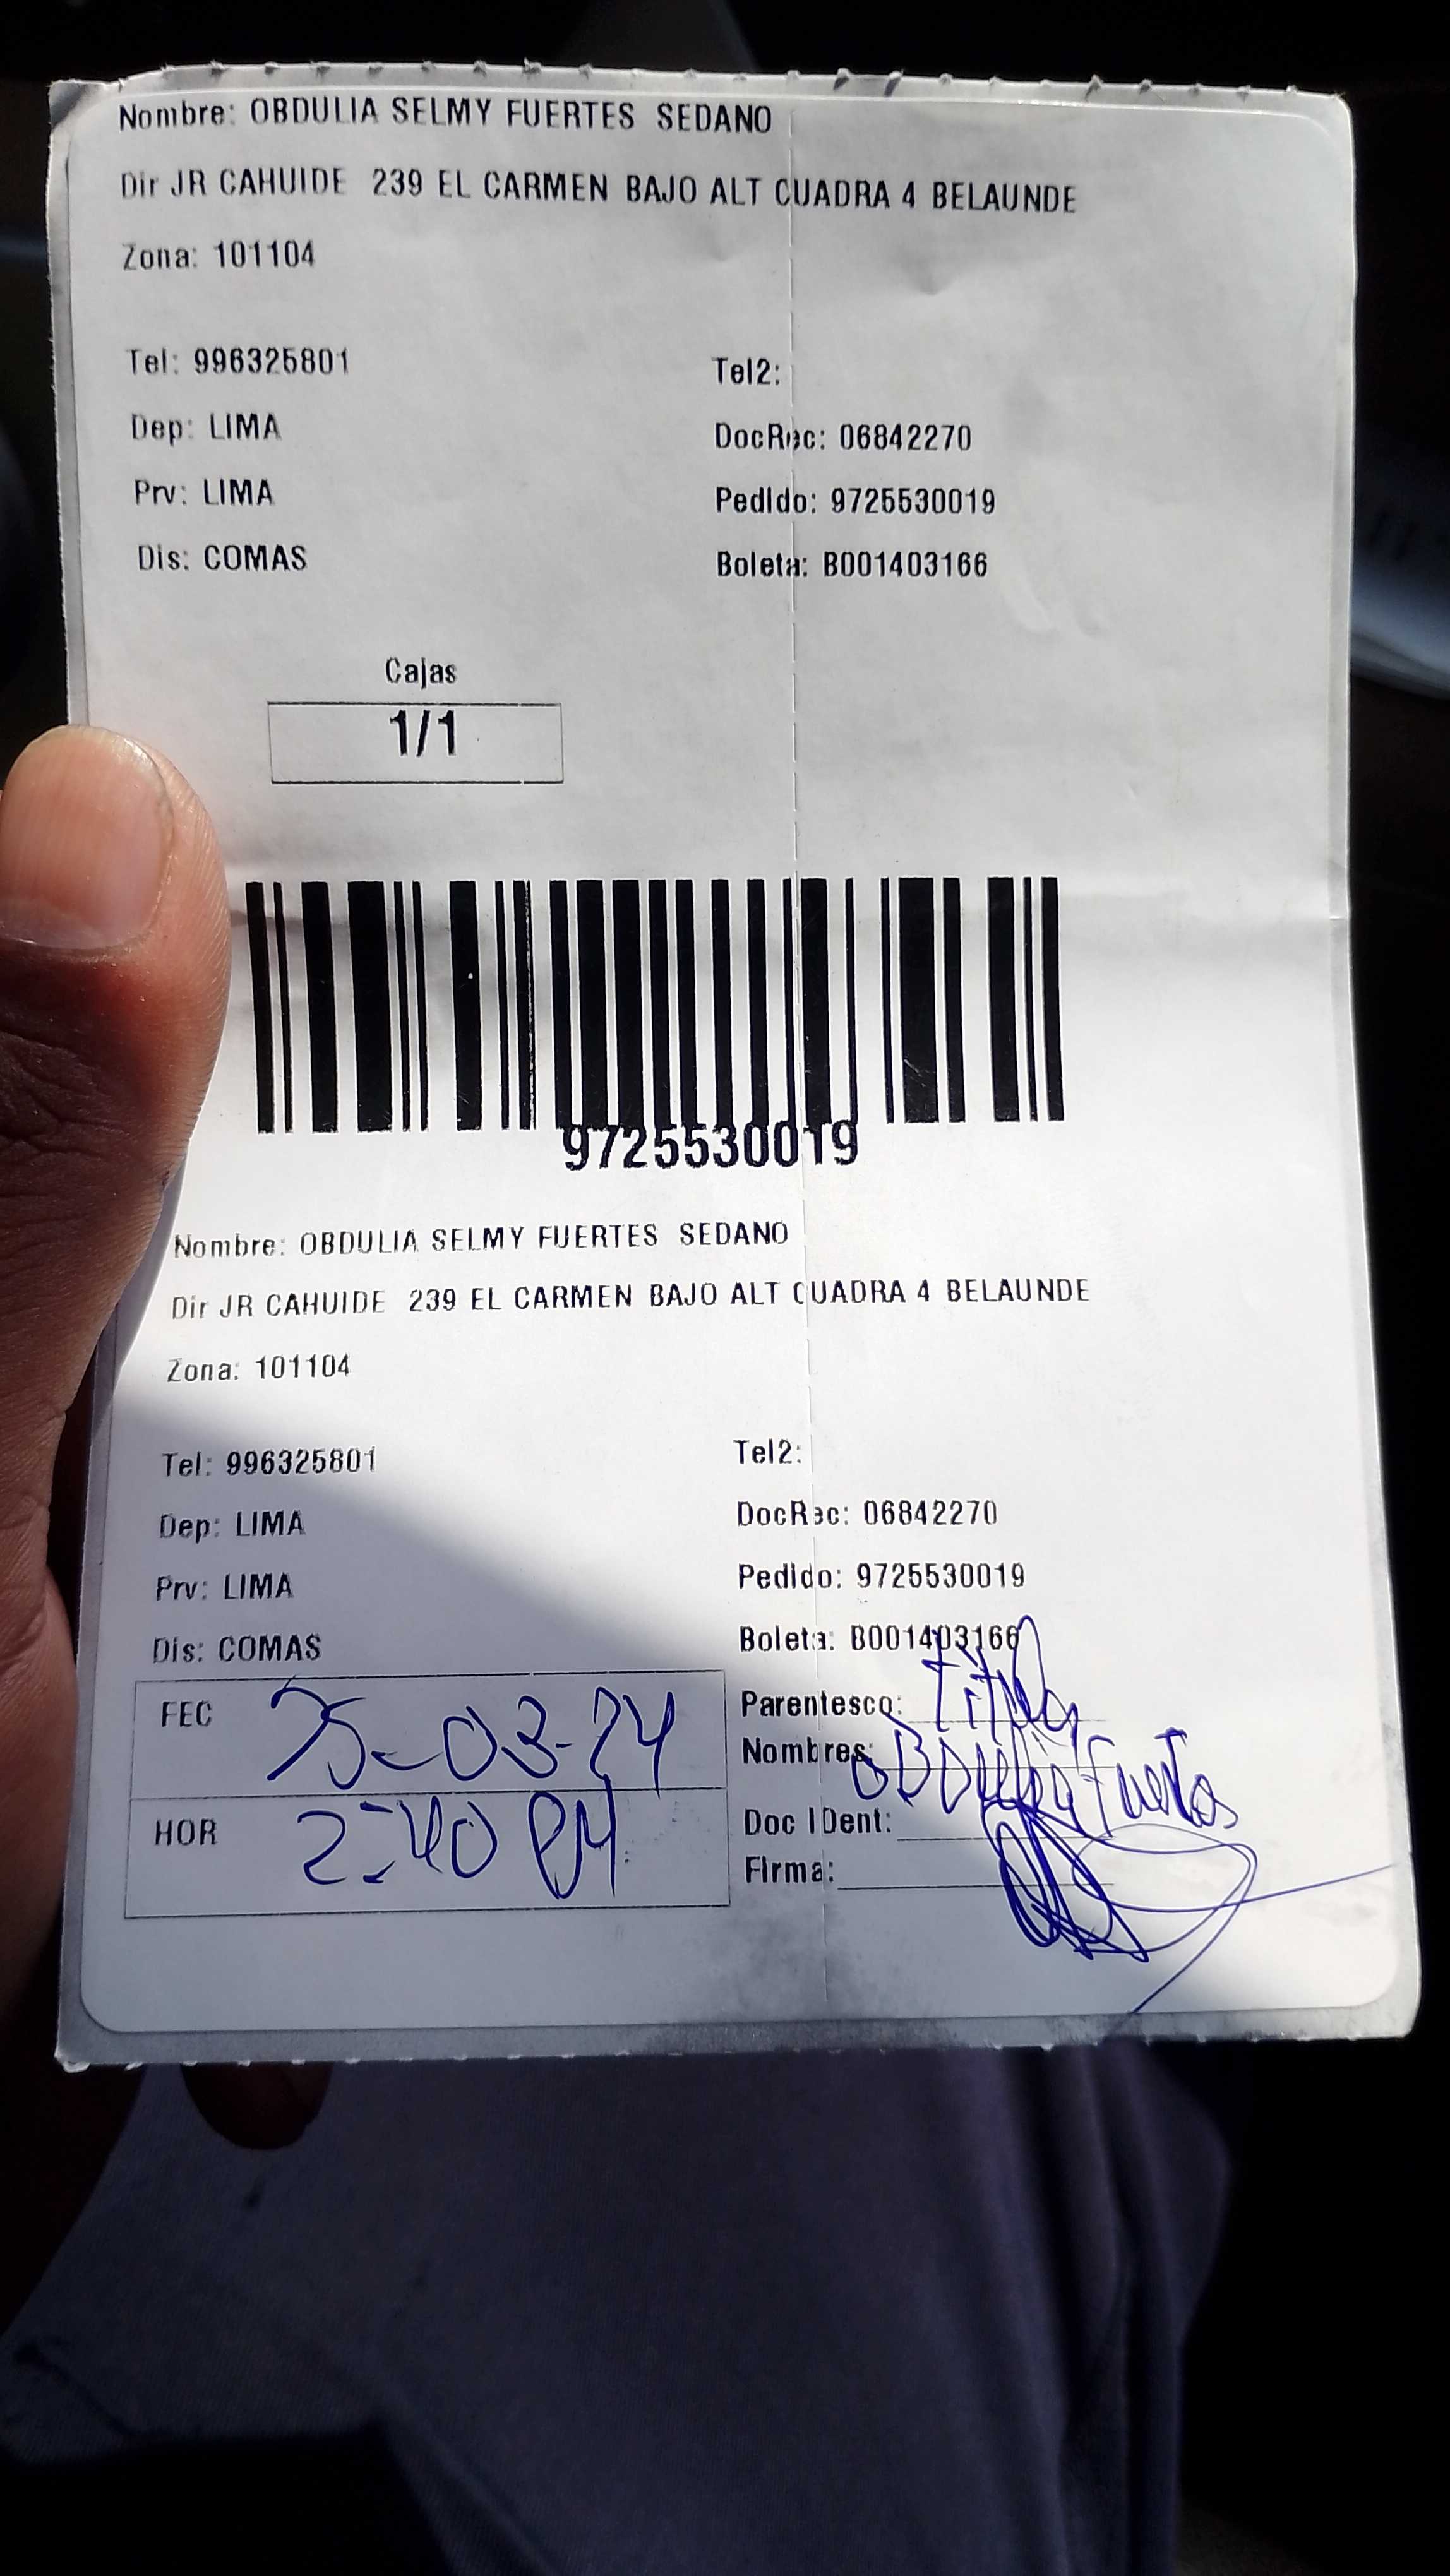 Nombre: OBDULIA SELMY FUERTES SEDANO
Dir JR CAHUIDE 239 EL CARMEN BAJO ALT CUADRA 4 BELAUNDE
Zona: 101104
Tel: 996325801
Tel2:
Dep: LIMA
DocRec: 06842270
Prv: LIMA
Pedido: 9725530019
Dis: COMAS
Boleta: B001403166
Cajas
1/1
9725530019
Nombre: OBDULIA SELMY FUERTES SEDANO
Dir JR CAHUIDE 239 EL CARMEN BAJO ALT CUADRA 4 BELAUNDE
Zona: 101104
Tel: 996325801
Tel2:
Dep: LIMA
DocRec: 06842270
Prv: LIMA
Pedido: 9725530019
Dis: COMAS
Boleta: B001403166
FEC 25-03-24
Parentesco: Titular
Nombres: OBDulia Fuertes
HOR 2:40 PM
Doc IDent:
Firma: